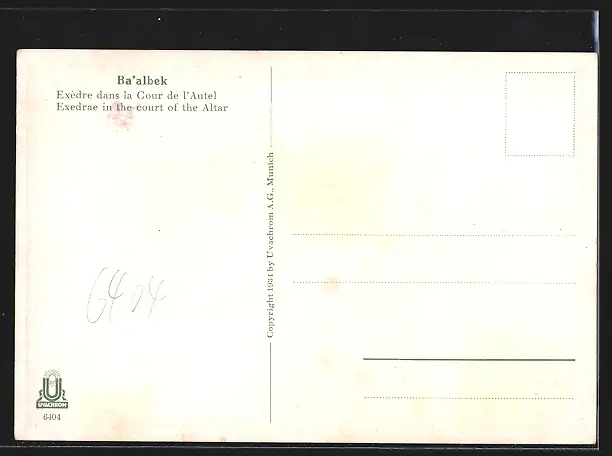 Ba'albek
Exèdre dans la Cour de l'Autel
Exedrae in the court of the Altar
Copyright 1924 by Uvachrom A.G., Munich
6404
UVACHROM
6404